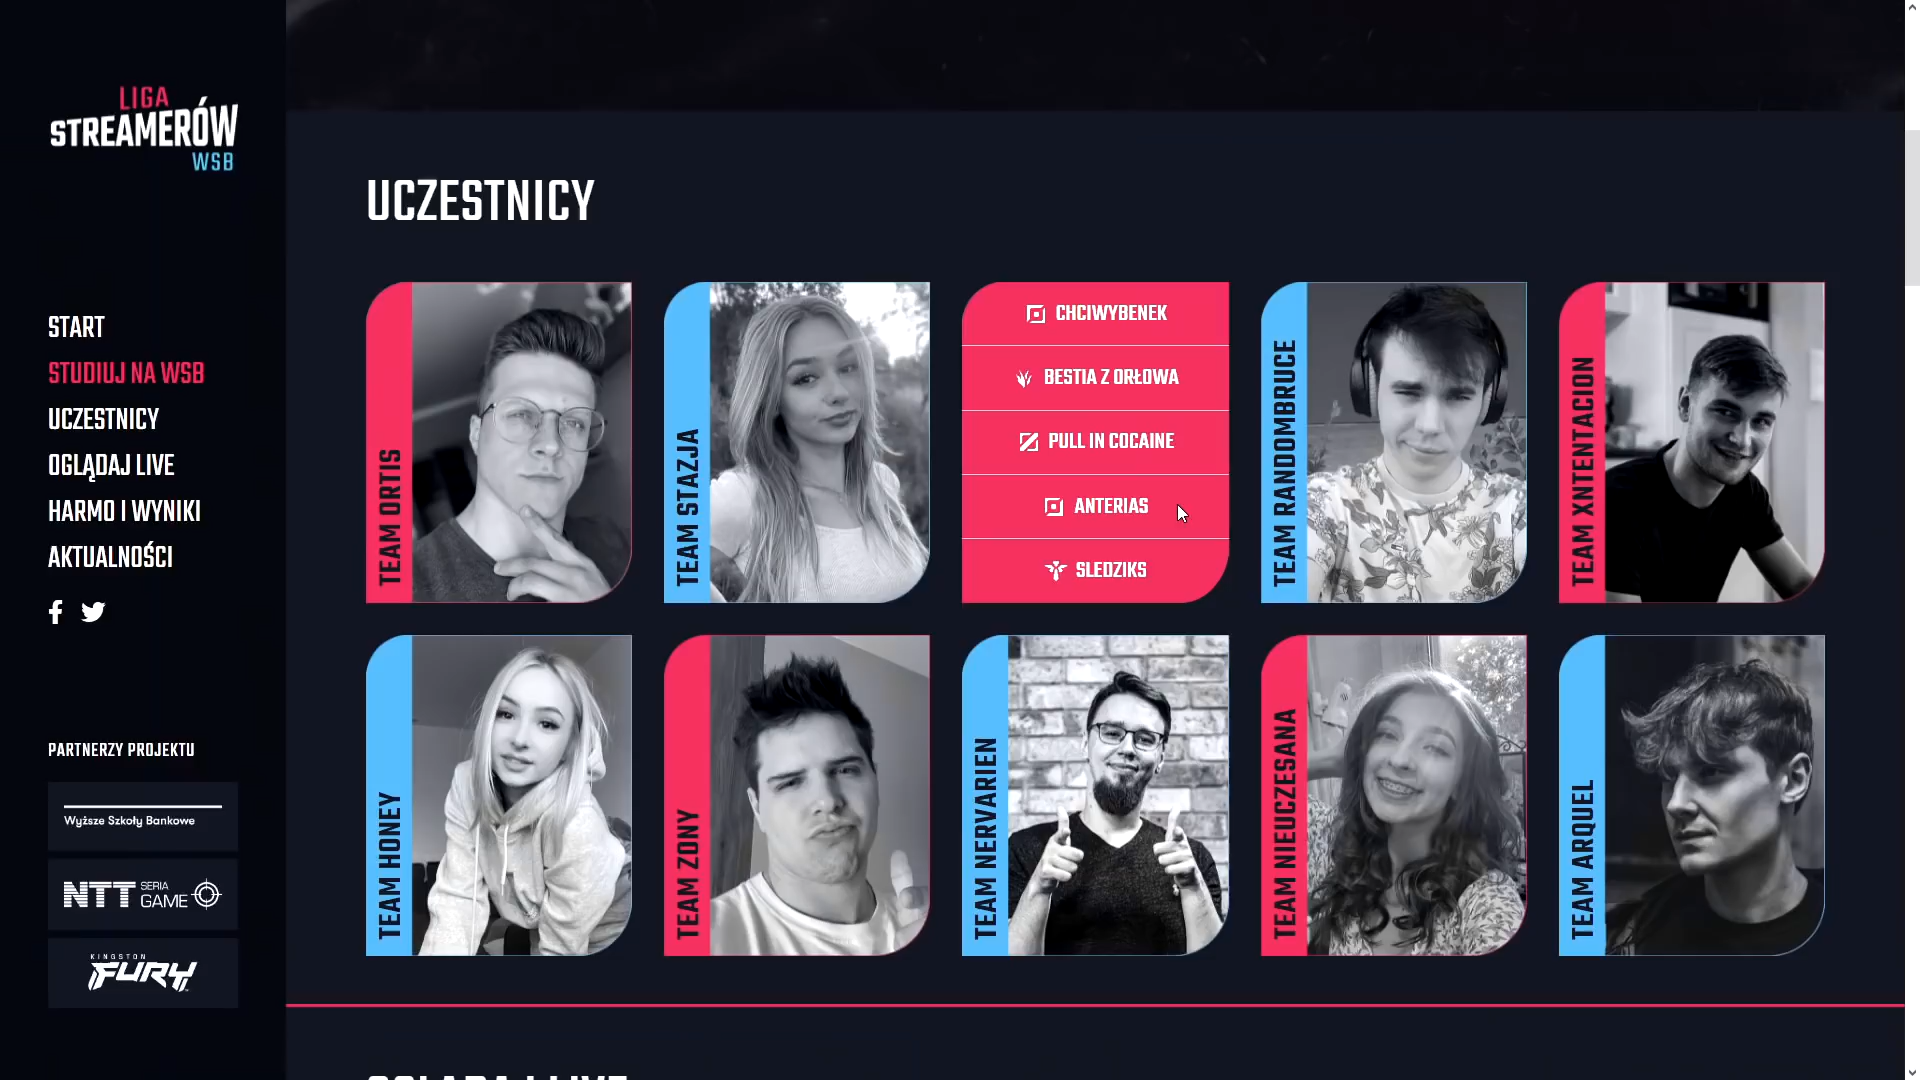 LIGA
STREAMERÓW
WSB
START
STUDIUJ NA WSB
UCZESTNICY
OGLĄDAJ LIVE
HARMO I WYNIKI
AKTUALNOŚCI
PARTNERZY PROJEKTU
Wyższe Szkoły Bankowe
NTT SERIA GAME
KINGSTON
FURY
UCZESTNICY
TEAM ORTIS
TEAM STAZJA
CHCIWYBENEK
BESTIA Z ORŁOWA
PULL IN COCAINE
ANTERIAS
SLEDZIKS
TEAM RANDOMBRUCE
TEAM XNTENTACION
TEAM HONEY
TEAM ZONY
TEAM NERVARIEN
TEAM NIEUCZESANA
TEAM ARQUEL